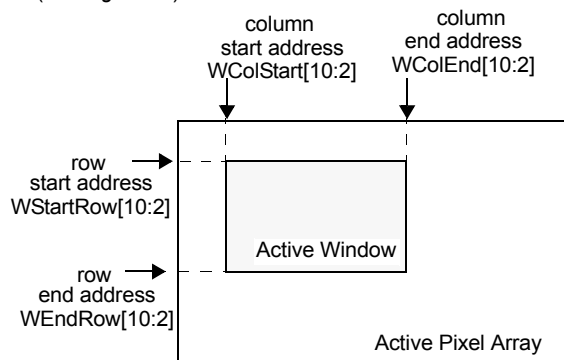 column
start address
WColStart[10:2]
column
end address
WColEnd[10:2]
row
start address
WStartRow[10:2]
Active Window
row
end address
WEndRow[10:2]
Active Pixel Array